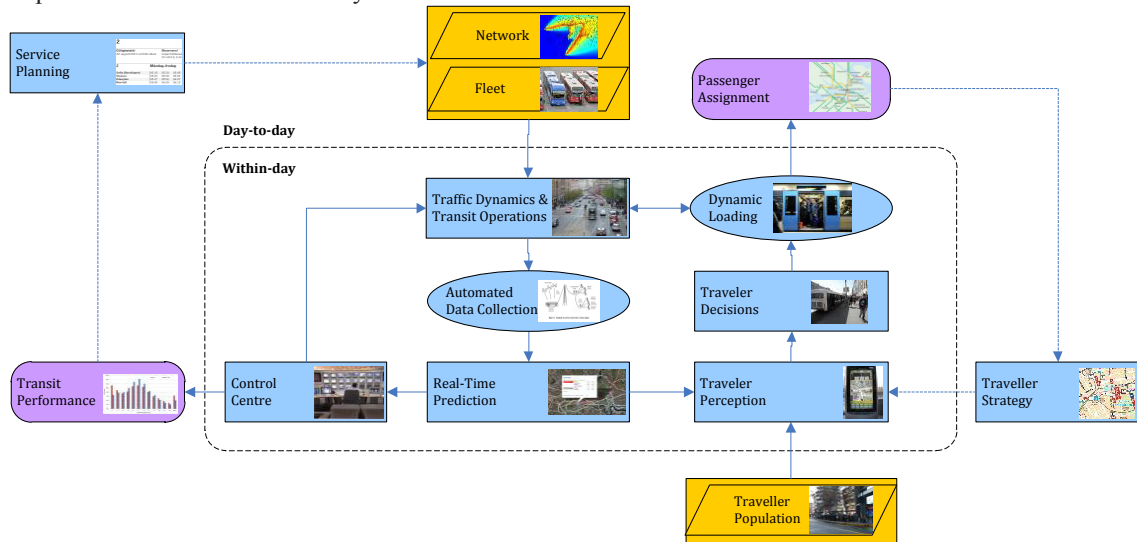 Network
Service
Planning
Fleet
Passenger
Assignment
Day-to-day
Within-day
Traffic Dynamics &
Transit Operations
Dynamic
Loading
Automated
Data Collection
Traveler
Decisions
Transit
Performance
Control
Centre
Real-Time
Prediction
Traveler
Perception
Traveller
Strategy
Traveller
Population